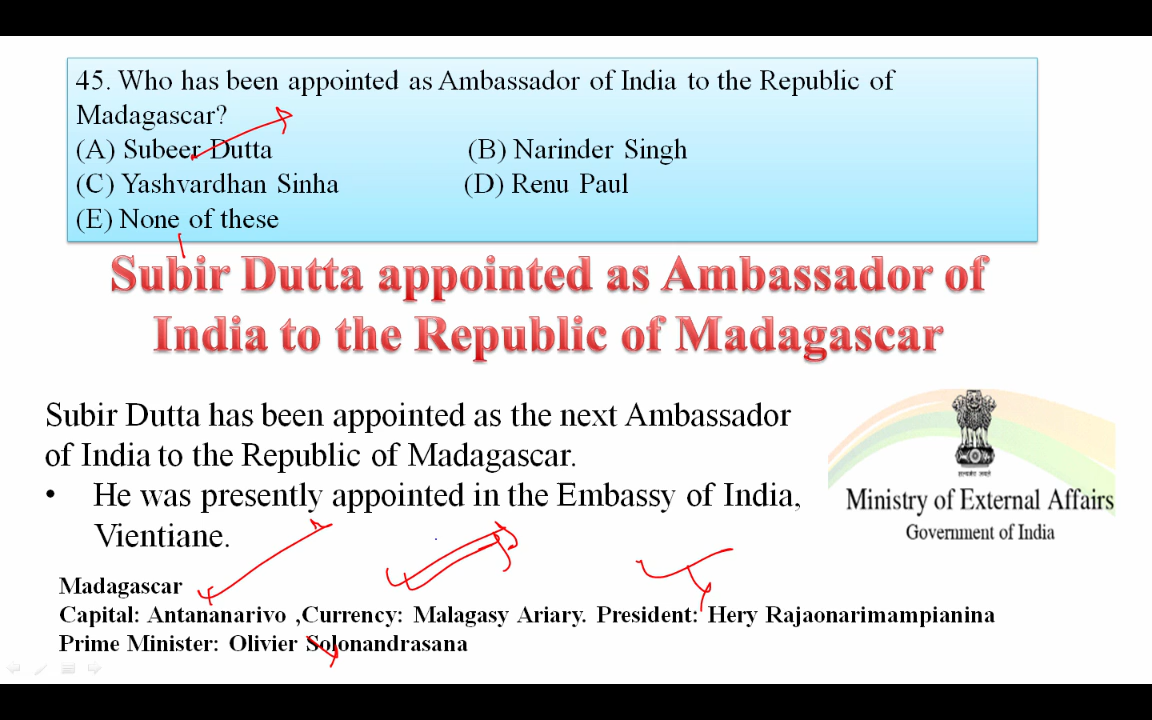 45. Who has been appointed as Ambassador of India to the Republic of
Madagascar?
(A) Subeer Dutta (B) Narinder Singh
(C) Yashvardhan Sinha (D) Renu Paul
(E) None of these
Subir Dutta appointed as Ambassador of
India to the Republic of Madagascar
Subir Dutta has been appointed as the next Ambassador
of India to the Republic of Madagascar.
• He was presently appointed in the Embassy of India,
Vientiane.
सत्यमेव जयते
Ministry of External Affairs
Government of India
Madagascar
Capital: Antananarivo ,Currency: Malagasy Ariary. President: Hery Rajaonarimampianina
Prime Minister: Olivier Solonandrasana